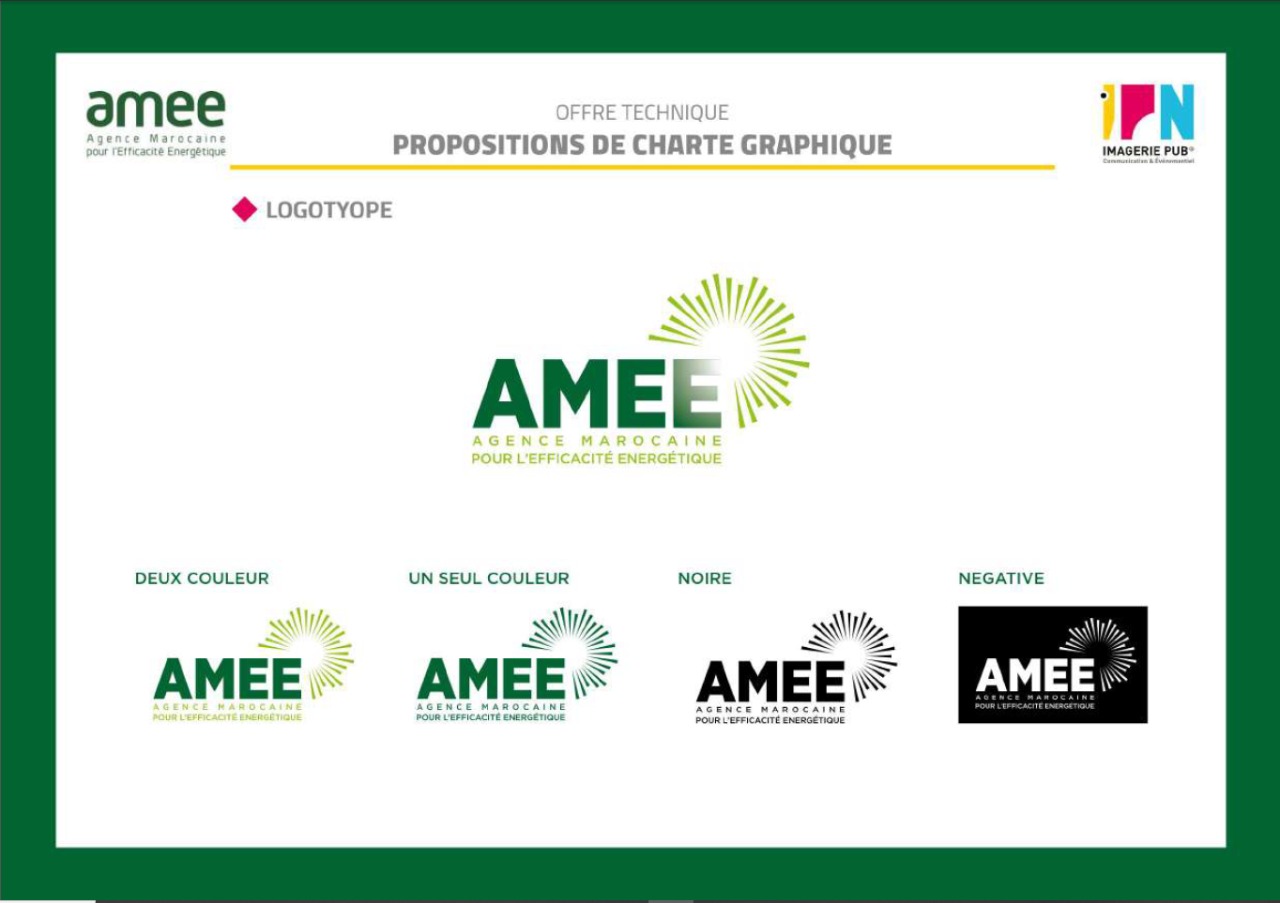 amee
Agence Marocaine
pour l'Efficacité Energétique
OFFRE TECHNIQUE
PROPOSITIONS DE CHARTE GRAPHIQUE
IPN
IMAGERIE PUB®
Communication & Événementiel
LOGOTYOPE
AMEE
AGENCE MAROCAINE
POUR L'EFFICACITÉ ENERGÉTIQUE
DEUX COULEUR
UN SEUL COULEUR
NOIRE
NEGATIVE
AMEE
AGENCE MAROCAINE
POUR L'EFFICACITÉ ENERGÉTIQUE
AMEE
AGENCE MAROCAINE
POUR L'EFFICACITÉ ENERGÉTIQUE
AMEE
AGENCE MAROCAINE
POUR L'EFFICACITÉ ENERGÉTIQUE
AMEE
AGENCE MAROCAINE
POUR L'EFFICACITÉ ENERGÉTIQUE